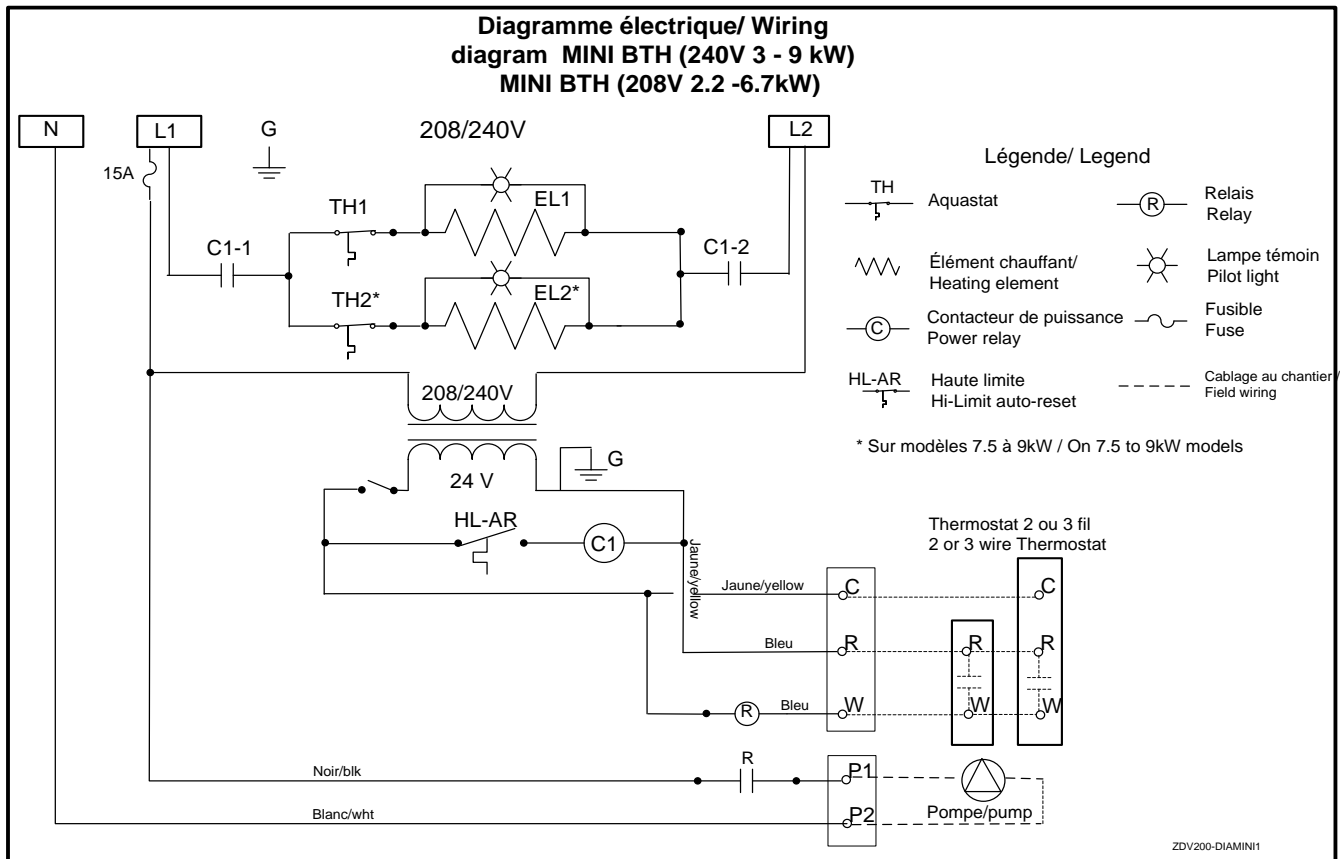 Diagramme électrique/ Wiring
diagram  MINI BTH (240V 3 - 9 kW)
MINI BTH (208V 2.2 -6.7kW)
N
L1
G
208/240V
L2
15A
TH1
EL1
C1-1
C1-2
TH2*
EL2*
Légende/ Legend
TH
Aquastat
R
Relais
Relay
Élément chauffant/
Heating element
Lampe témoin
Pilot light
C
Contacteur de puissance
Power relay
Fusible
Fuse
HL-AR
Haute limite
Hi-Limit auto-reset
Cablage au chantier /
Field wiring
* Sur modèles 7.5 à 9kW / On 7.5 to 9kW models
208/240V
24 V
G
HL-AR
C1
Jaune/yellow
Thermostat 2 ou 3 fil
2 or 3 wire Thermostat
Jaune/yellow
C
C
Bleu
R
R
R
R
Bleu
W
W
W
Noir/blk
R
P1
Blanc/wht
P2
Pompe/pump
ZDV200-DIAMINI1